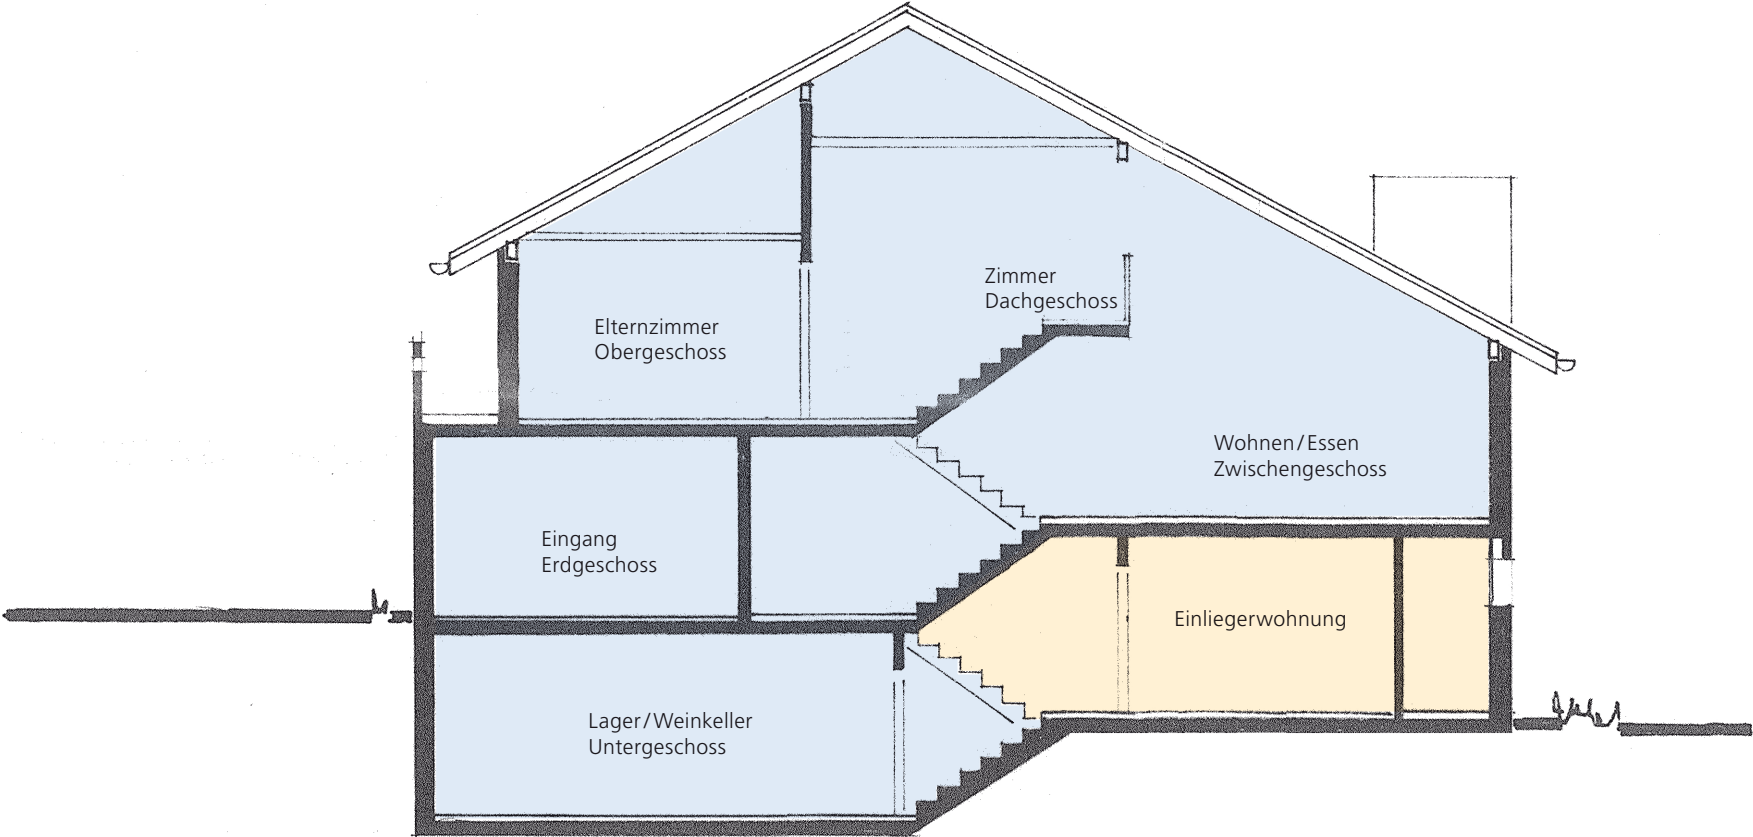 Zimmer
Dachgeschoss
Elternzimmer
Obergeschoss
Wohnen/Essen
Zwischengeschoss
Eingang
Erdgeschoss
Einliegerwohnung
Lager/Weinkeller
Untergeschoss